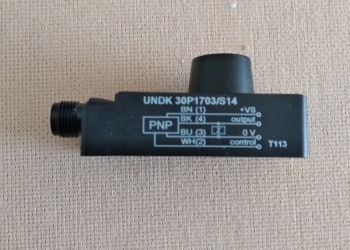 UNDK 30P1703/S14
BN (1) +VS
BK (4) output
PNP
BU (3) Z 0 V
WH(2) control T113